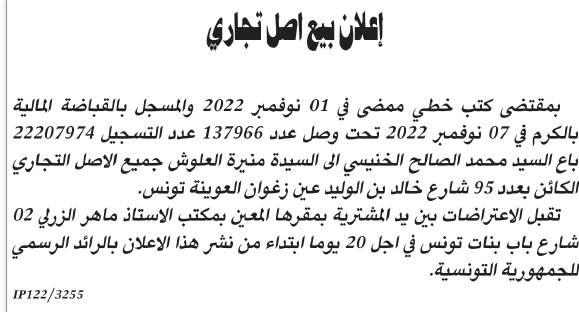 إعلان بيع اصل تجاري
بمقتضى كتب خطي ممضى في 01 نوفمبر 2022 والمسجل بالقباضة المالية
بالكرم في 07 نوفمبر 2022 تحت وصل عدد 137966 عدد التسجيل 22207974
باع السيد محمد الصالح الخنيسي الى السيدة منيرة العلوش جميع الاصل التجاري
الكائن بعدد 95 شارع خالد بن الوليد عين زغوان العوينة تونس.
تقبل الاعتراضات بين يد المشترية بمقرها المعين بمكتب الاستاذ ماهر الزرلي 02
شارع باب بنات تونس في اجل 20 يوما ابتداء من نشر هذا الاعلان بالرائد الرسمي
للجمهورية التونسية.
IP122/3255